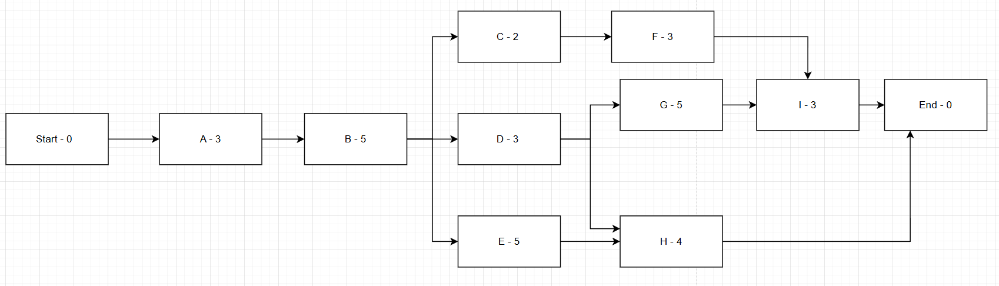 C - 2
F - 3
G - 5
I - 3
End - 0
Start - 0
A - 3
B - 5
D - 3
E - 5
H - 4